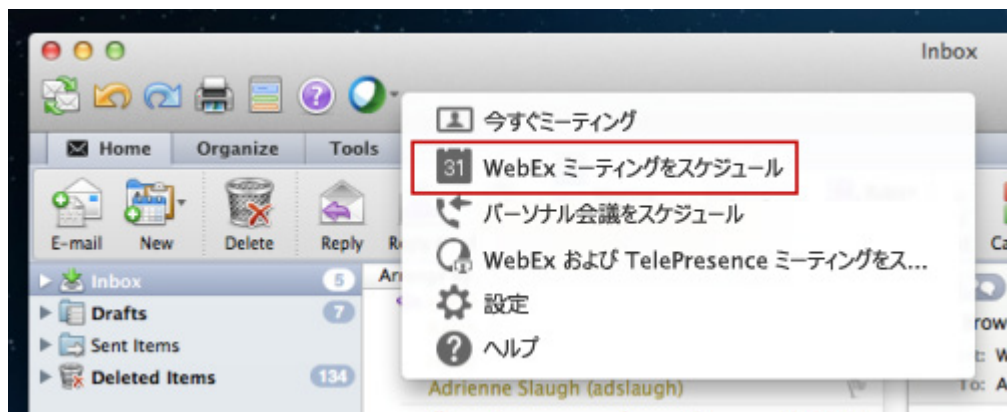 Inbox
今すぐミーティング
Home Organize Tools
31 WebEx ミーティングをスケジュール
パーソナル会議をスケジュール
E-mail New Delete Reply
WebEx および TelePresence ミーティングをス...
Inbox 5
設定
Drafts 7
Sent Items
ヘルプ
Deleted Items 134
Adrienne Slaugh (adslaugh)
To: A